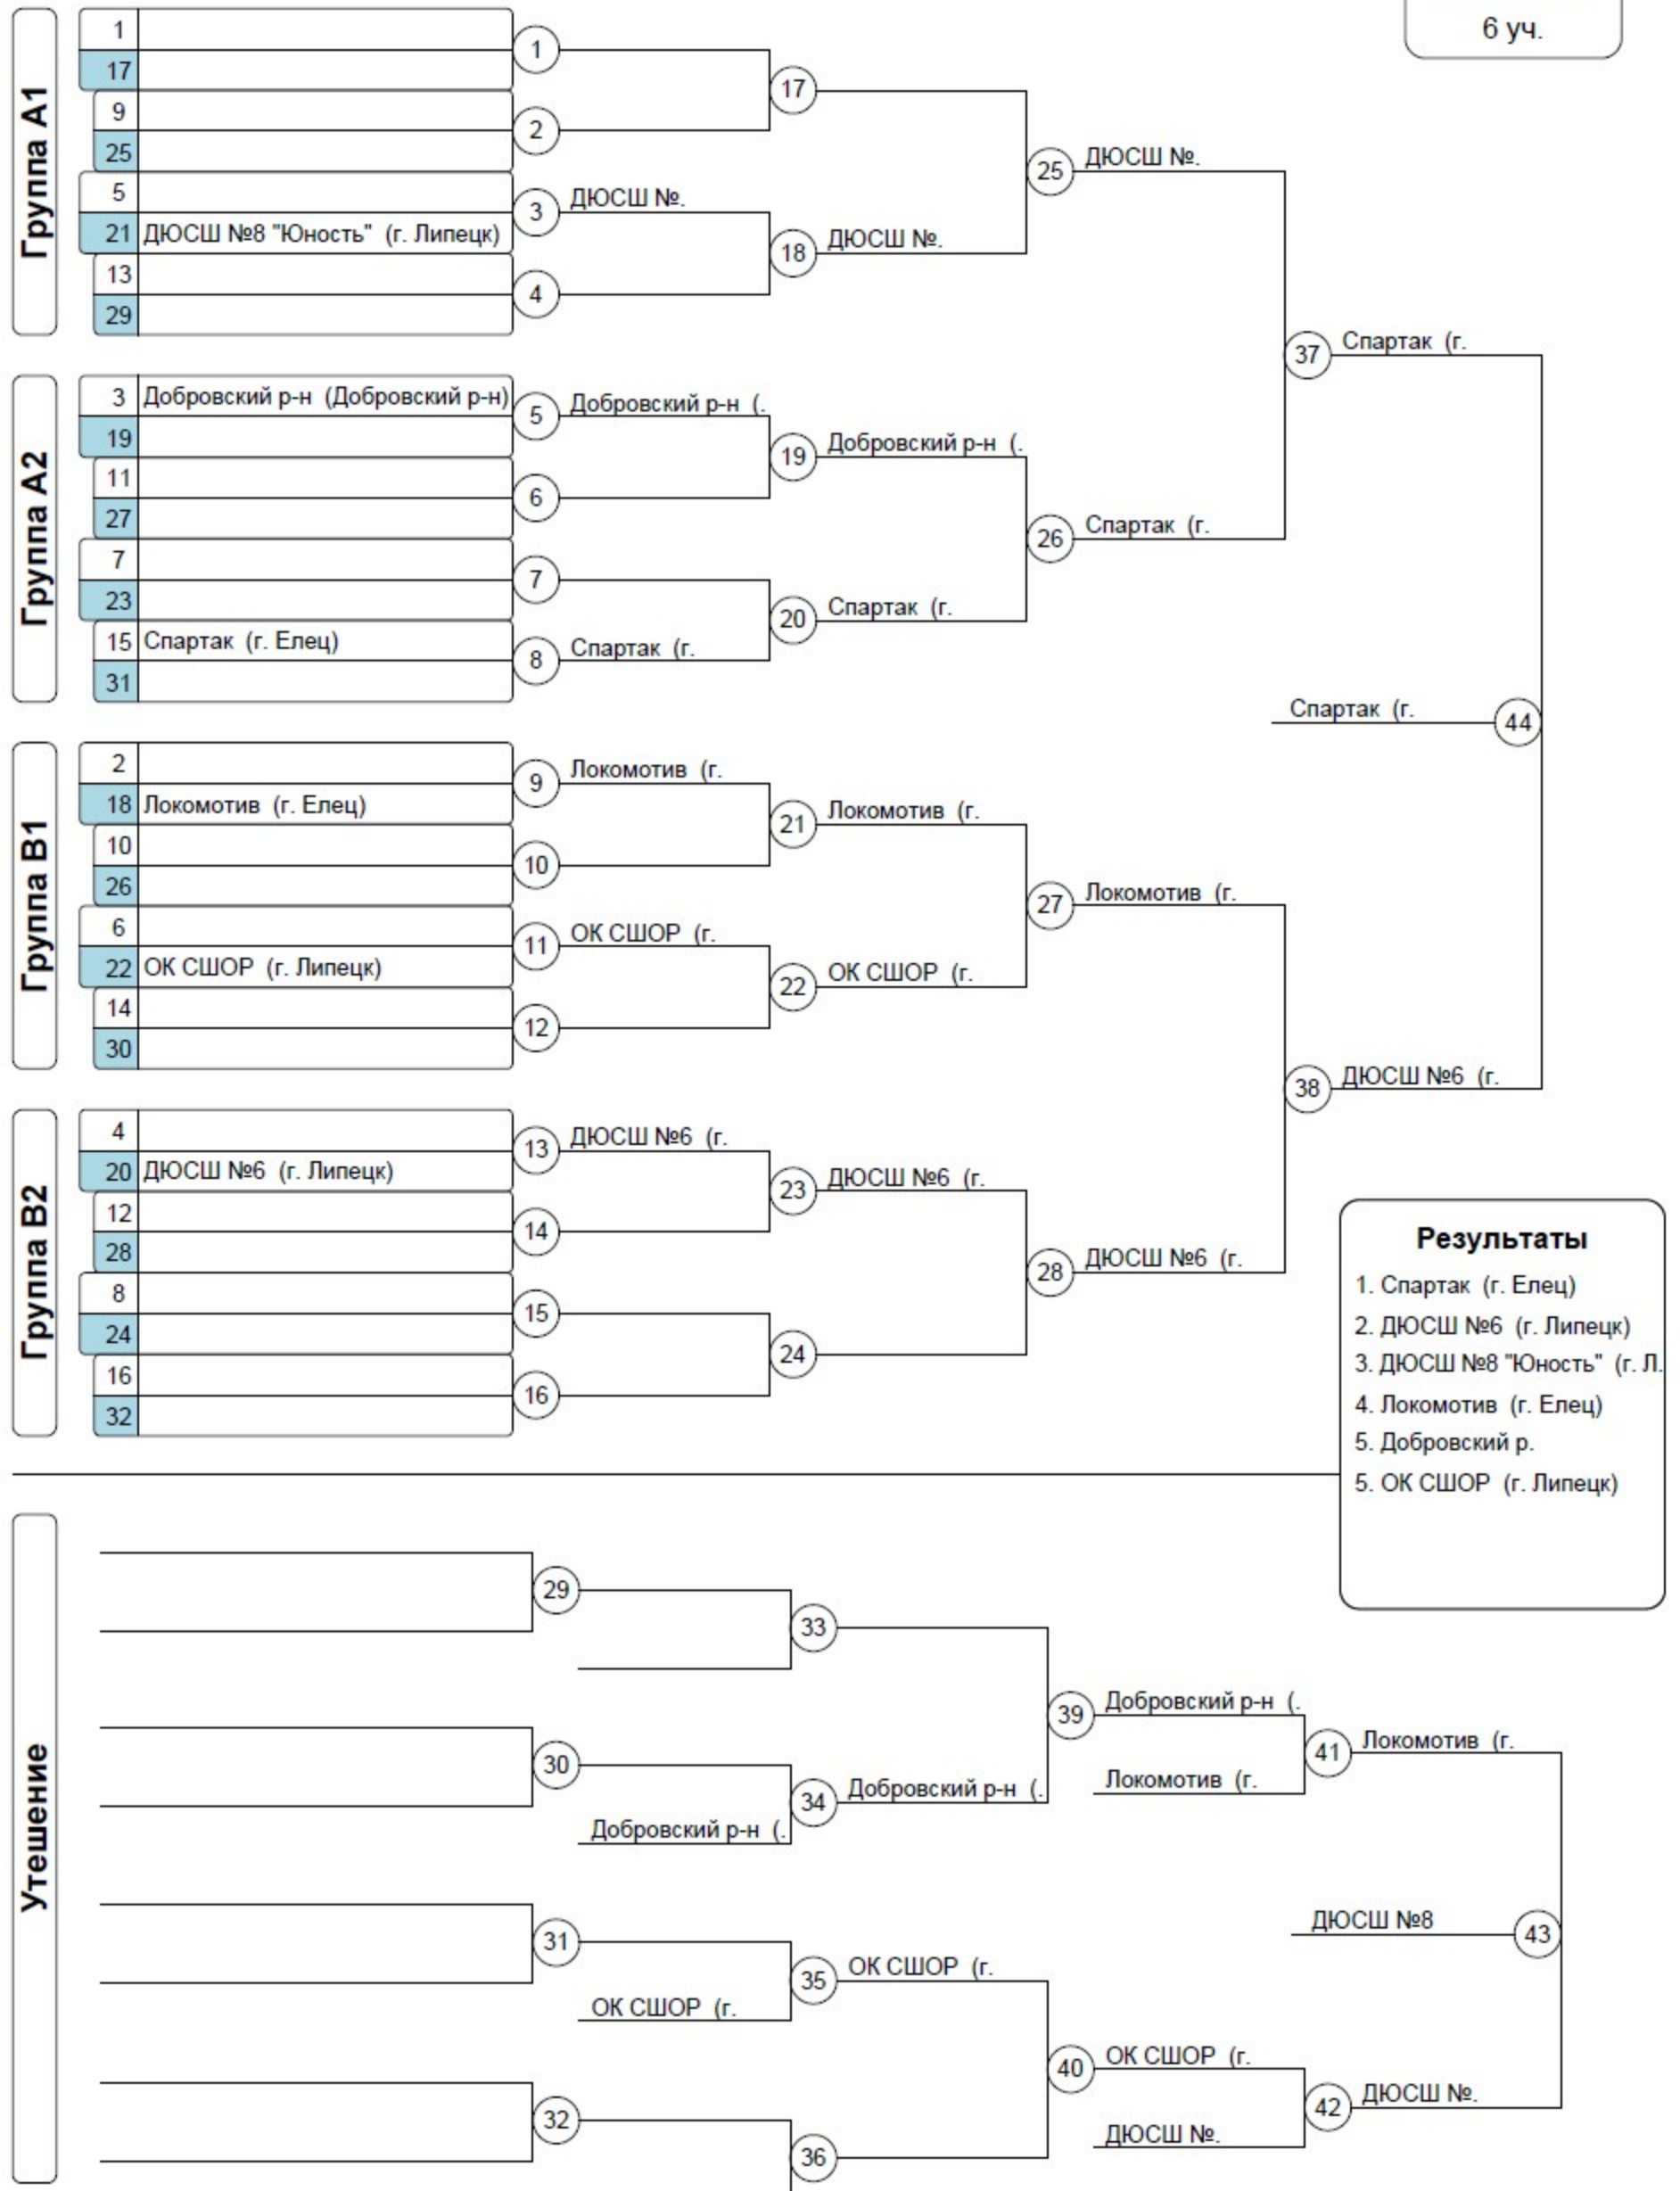 6 уч.
Группа A1
1
17
9
25
5
21 ДЮСШ №8 "Юность" (г. Липецк)
13
29
1
2
3 ДЮСШ №.
4
17
18 ДЮСШ №.
25 ДЮСШ №.
Группа A2
3 Добровский р-н (Добровский р-н)
19
11
27
7
23
15 Спартак (г. Елец)
31
5 Добровский р-н (.
6
7
8 Спартак (г.
19 Добровский р-н (.
20 Спартак (г.
26 Спартак (г.
37 Спартак (г.
Спартак (г. 44
Группа B1
2
18 Локомотив (г. Елец)
10
26
6
22 ОК СШОР (г. Липецк)
14
30
9 Локомотив (г.
10
11 ОК СШОР (г.
12
21 Локомотив (г.
22 ОК СШОР (г.
27 Локомотив (г.
38 ДЮСШ №6 (г.
Группа B2
4
20 ДЮСШ №6 (г. Липецк)
12
28
8
24
16
32
13 ДЮСШ №6 (г.
14
15
16
23 ДЮСШ №6 (г.
24
28 ДЮСШ №6 (г.
Результаты
1. Спартак (г. Елец)
2. ДЮСШ №6 (г. Липецк)
3. ДЮСШ №8 "Юность" (г. Л.
4. Локомотив (г. Елец)
5. Добровский р.
5. ОК СШОР (г. Липецк)
Утешение
29
30
Добровский р-н (.
31
ОК СШОР (г.
32
33
34 Добровский р-н (.
35 ОК СШОР (г.
36
39 Добровский р-н (.
Локомотив (г.
40 ОК СШОР (г.
ДЮСШ №.
41 Локомотив (г.
42 ДЮСШ №.
ДЮСШ №8 43